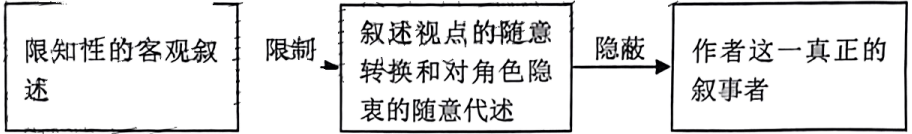 限知性的客观叙
述
限制
叙述视点的随意
转换和对角色隐
衷的随意代述
隐蔽
作者这一真正的
叙事者